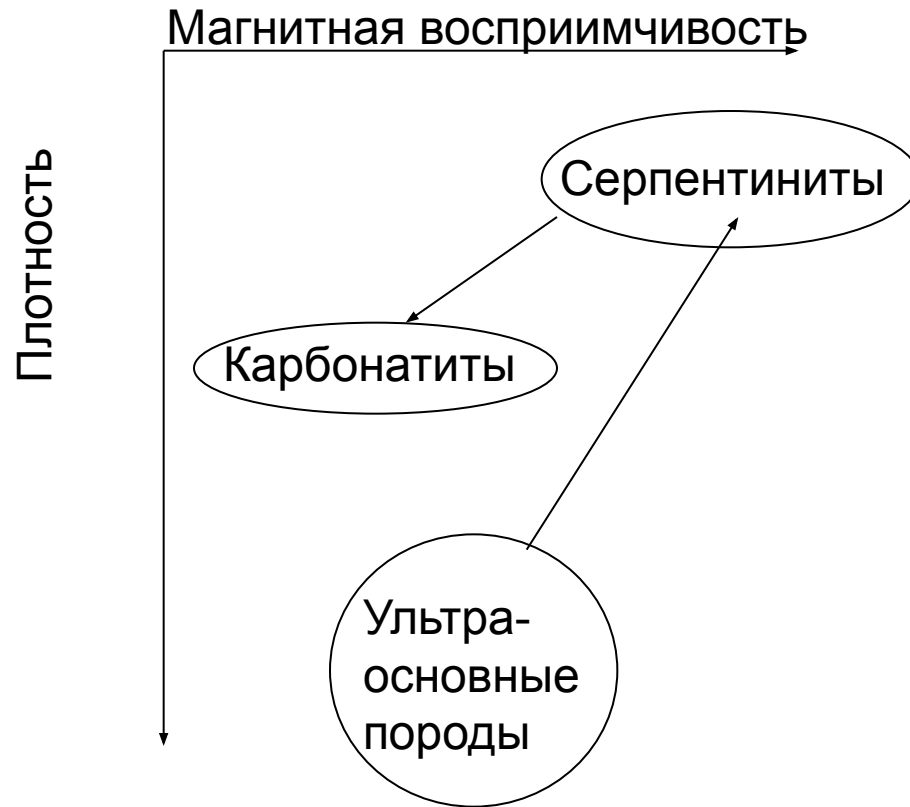 Магнитная восприимчивость
Плотность
Серпентиниты
Карбонатиты
Ультра-
основные
породы